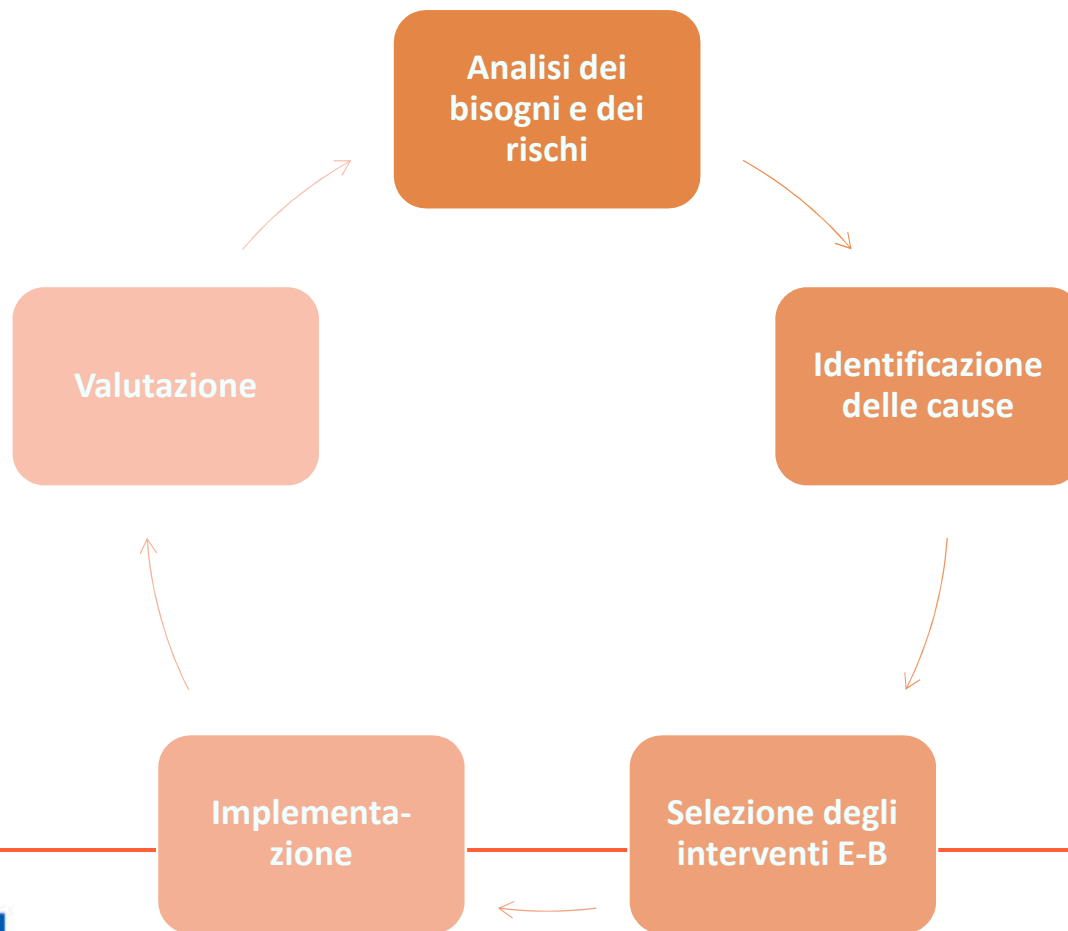 Analisi dei
bisogni e dei
rischi
Identificazione
delle cause
Selezione degli
interventi E-B
Implementa-
zione
Valutazione